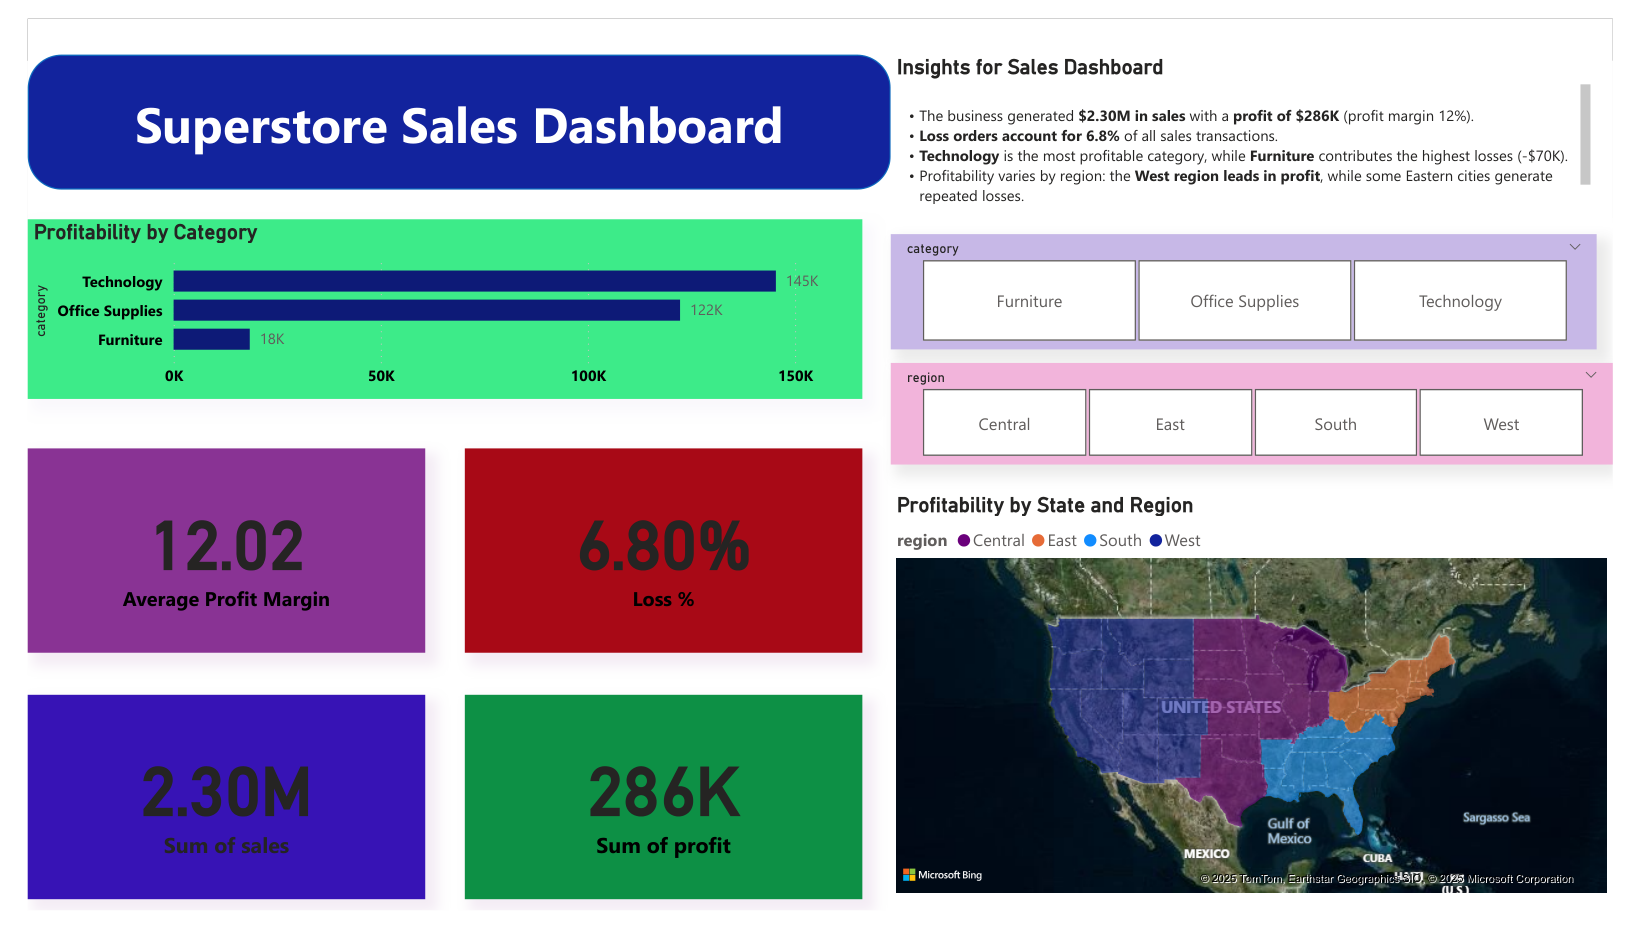 Superstore Sales Dashboard
Insights for Sales Dashboard
• The business generated $2.30M in sales with a profit of $286K (profit margin 12%).
• Loss orders account for 6.8% of all sales transactions.
• Technology is the most profitable category, while Furniture contributes the highest losses (-$70K).
• Profitability varies by region: the West region leads in profit, while some Eastern cities generate
repeated losses.
Profitability by Category
category
Technology 145K
Office Supplies 122K
Furniture 18K
0K 50K 100K 150K
category
Furniture Office Supplies Technology
region
Central East South West
12.02
Average Profit Margin
6.80%
Loss %
2.30M
Sum of sales
286K
Sum of profit
Profitability by State and Region
region Central East South West
UNITED STATES
Gulf of
Mexico
Sargasso Sea
MEXICO
CUBA
HAITI
(U.S.)
Microsoft Bing
© 2025 TomTom, Earthstar Geographics SIO, © 2025 Microsoft Corporation